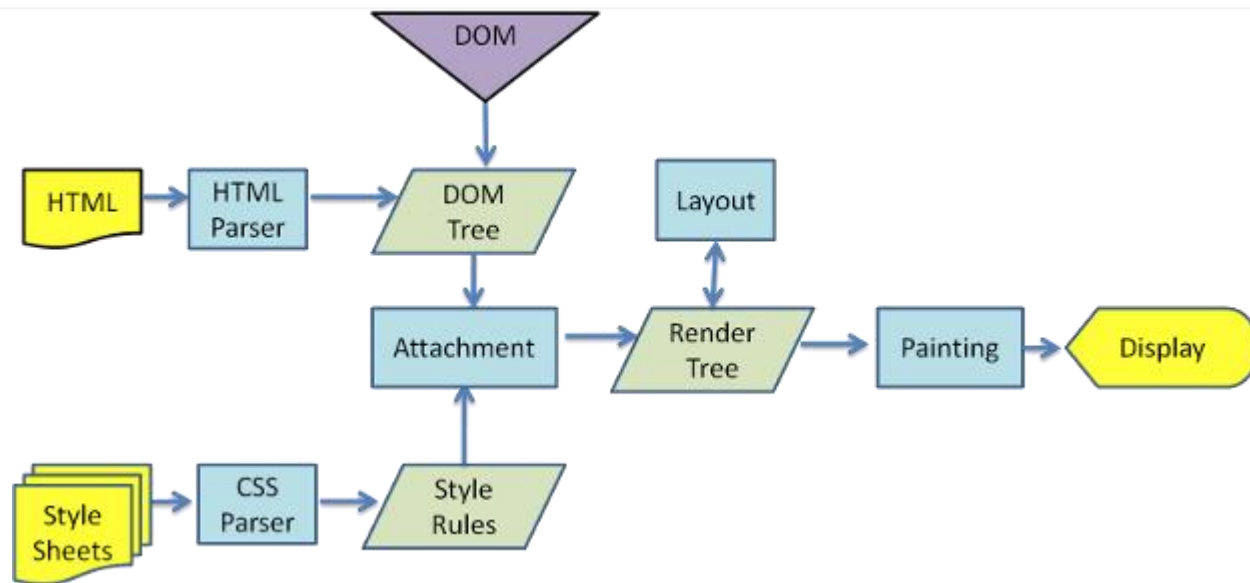 DOM
HTML
HTML
Parser
DOM
Tree
Layout
Attachment
Render
Tree
Painting
Display
Style
Sheets
CSS
Parser
Style
Rules